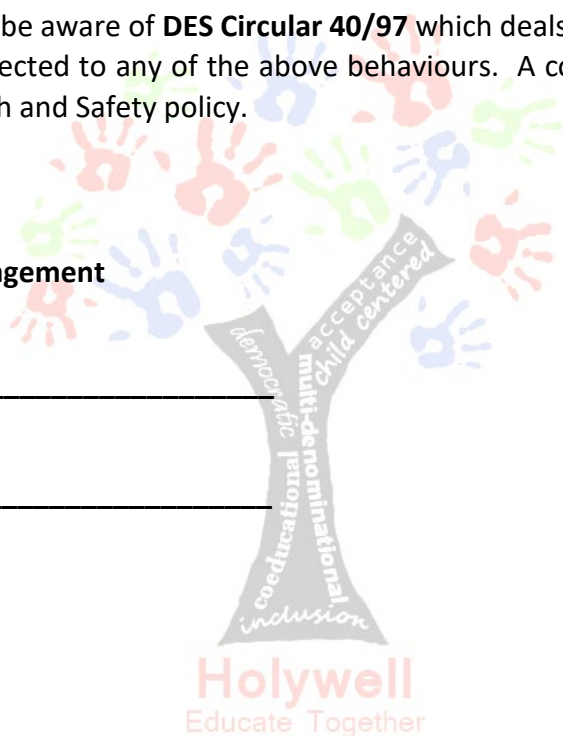 be aware of DES Circular 40/97 which deals
ected to any of the above behaviours. A co
h and Safety policy.
agement
acceptance
child centered
democratic
multi-denominational
coeducational
inclusion
Holywell
Educate Together